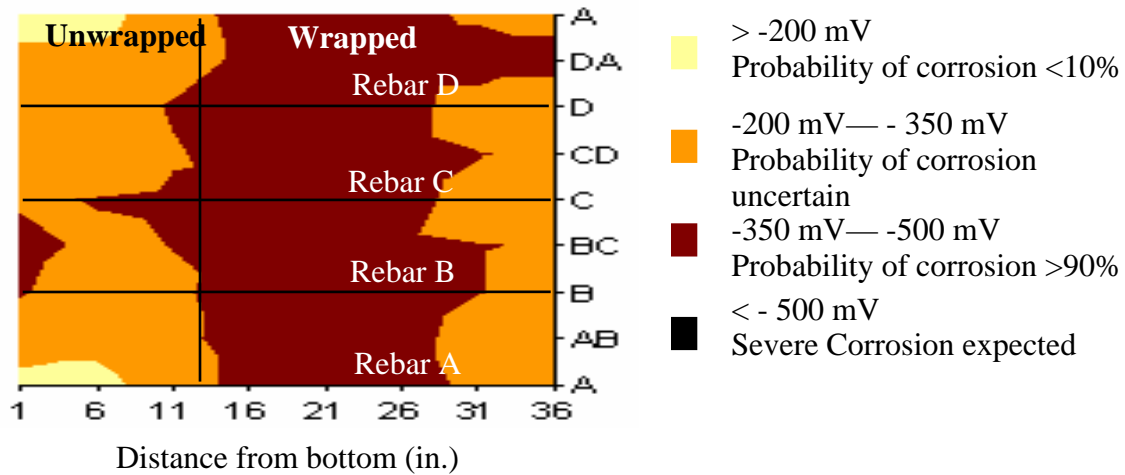 Unwrapped
Wrapped
Rebar D
Rebar C
Rebar B
Rebar A
A
DA
D
CD
C
BC
B
AB
A
1 6 11 16 21 26 31 36
Distance from bottom (in.)
> -200 mV
Probability of corrosion <10%
-200 mV— - 350 mV
Probability of corrosion
uncertain
-350 mV— -500 mV
Probability of corrosion >90%
< - 500 mV
Severe Corrosion expected